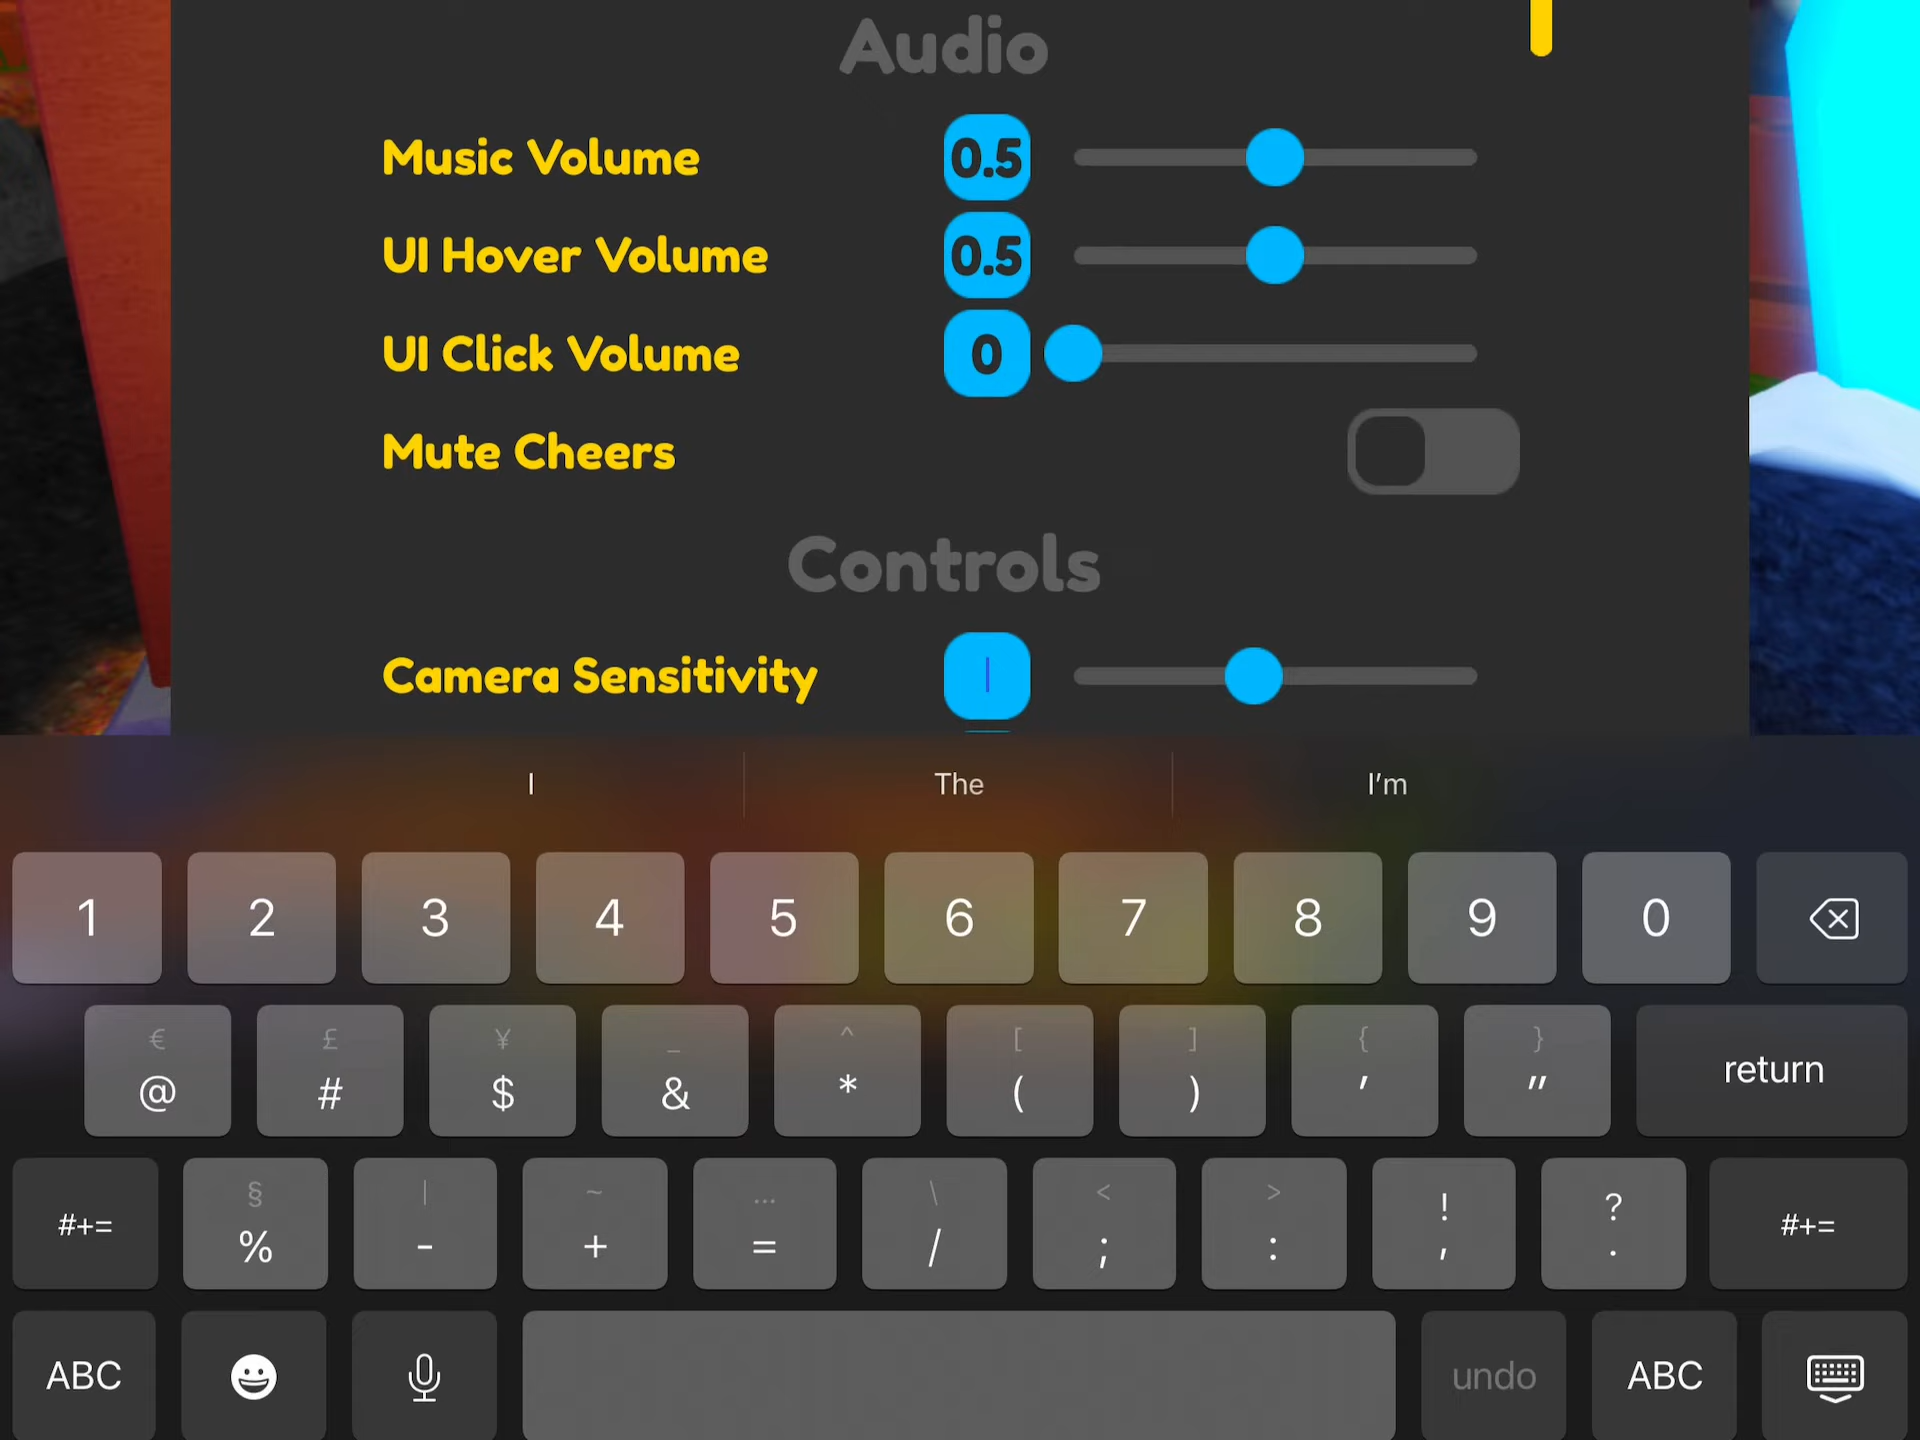 Audio
Music Volume 0.5
UI Hover Volume 0.5
UI Click Volume 0
Mute Cheers
Controls
Camera Sensitivity
I The I'm
1 2 3 4 5 6 7 8 9 0
€ £ ¥ _ ^ [ ] { }
@ # $ & * ( ) ' " return
§ | ~ … \ < > ! ?
#+= % - + = / ; : , . #+=
ABC undo ABC